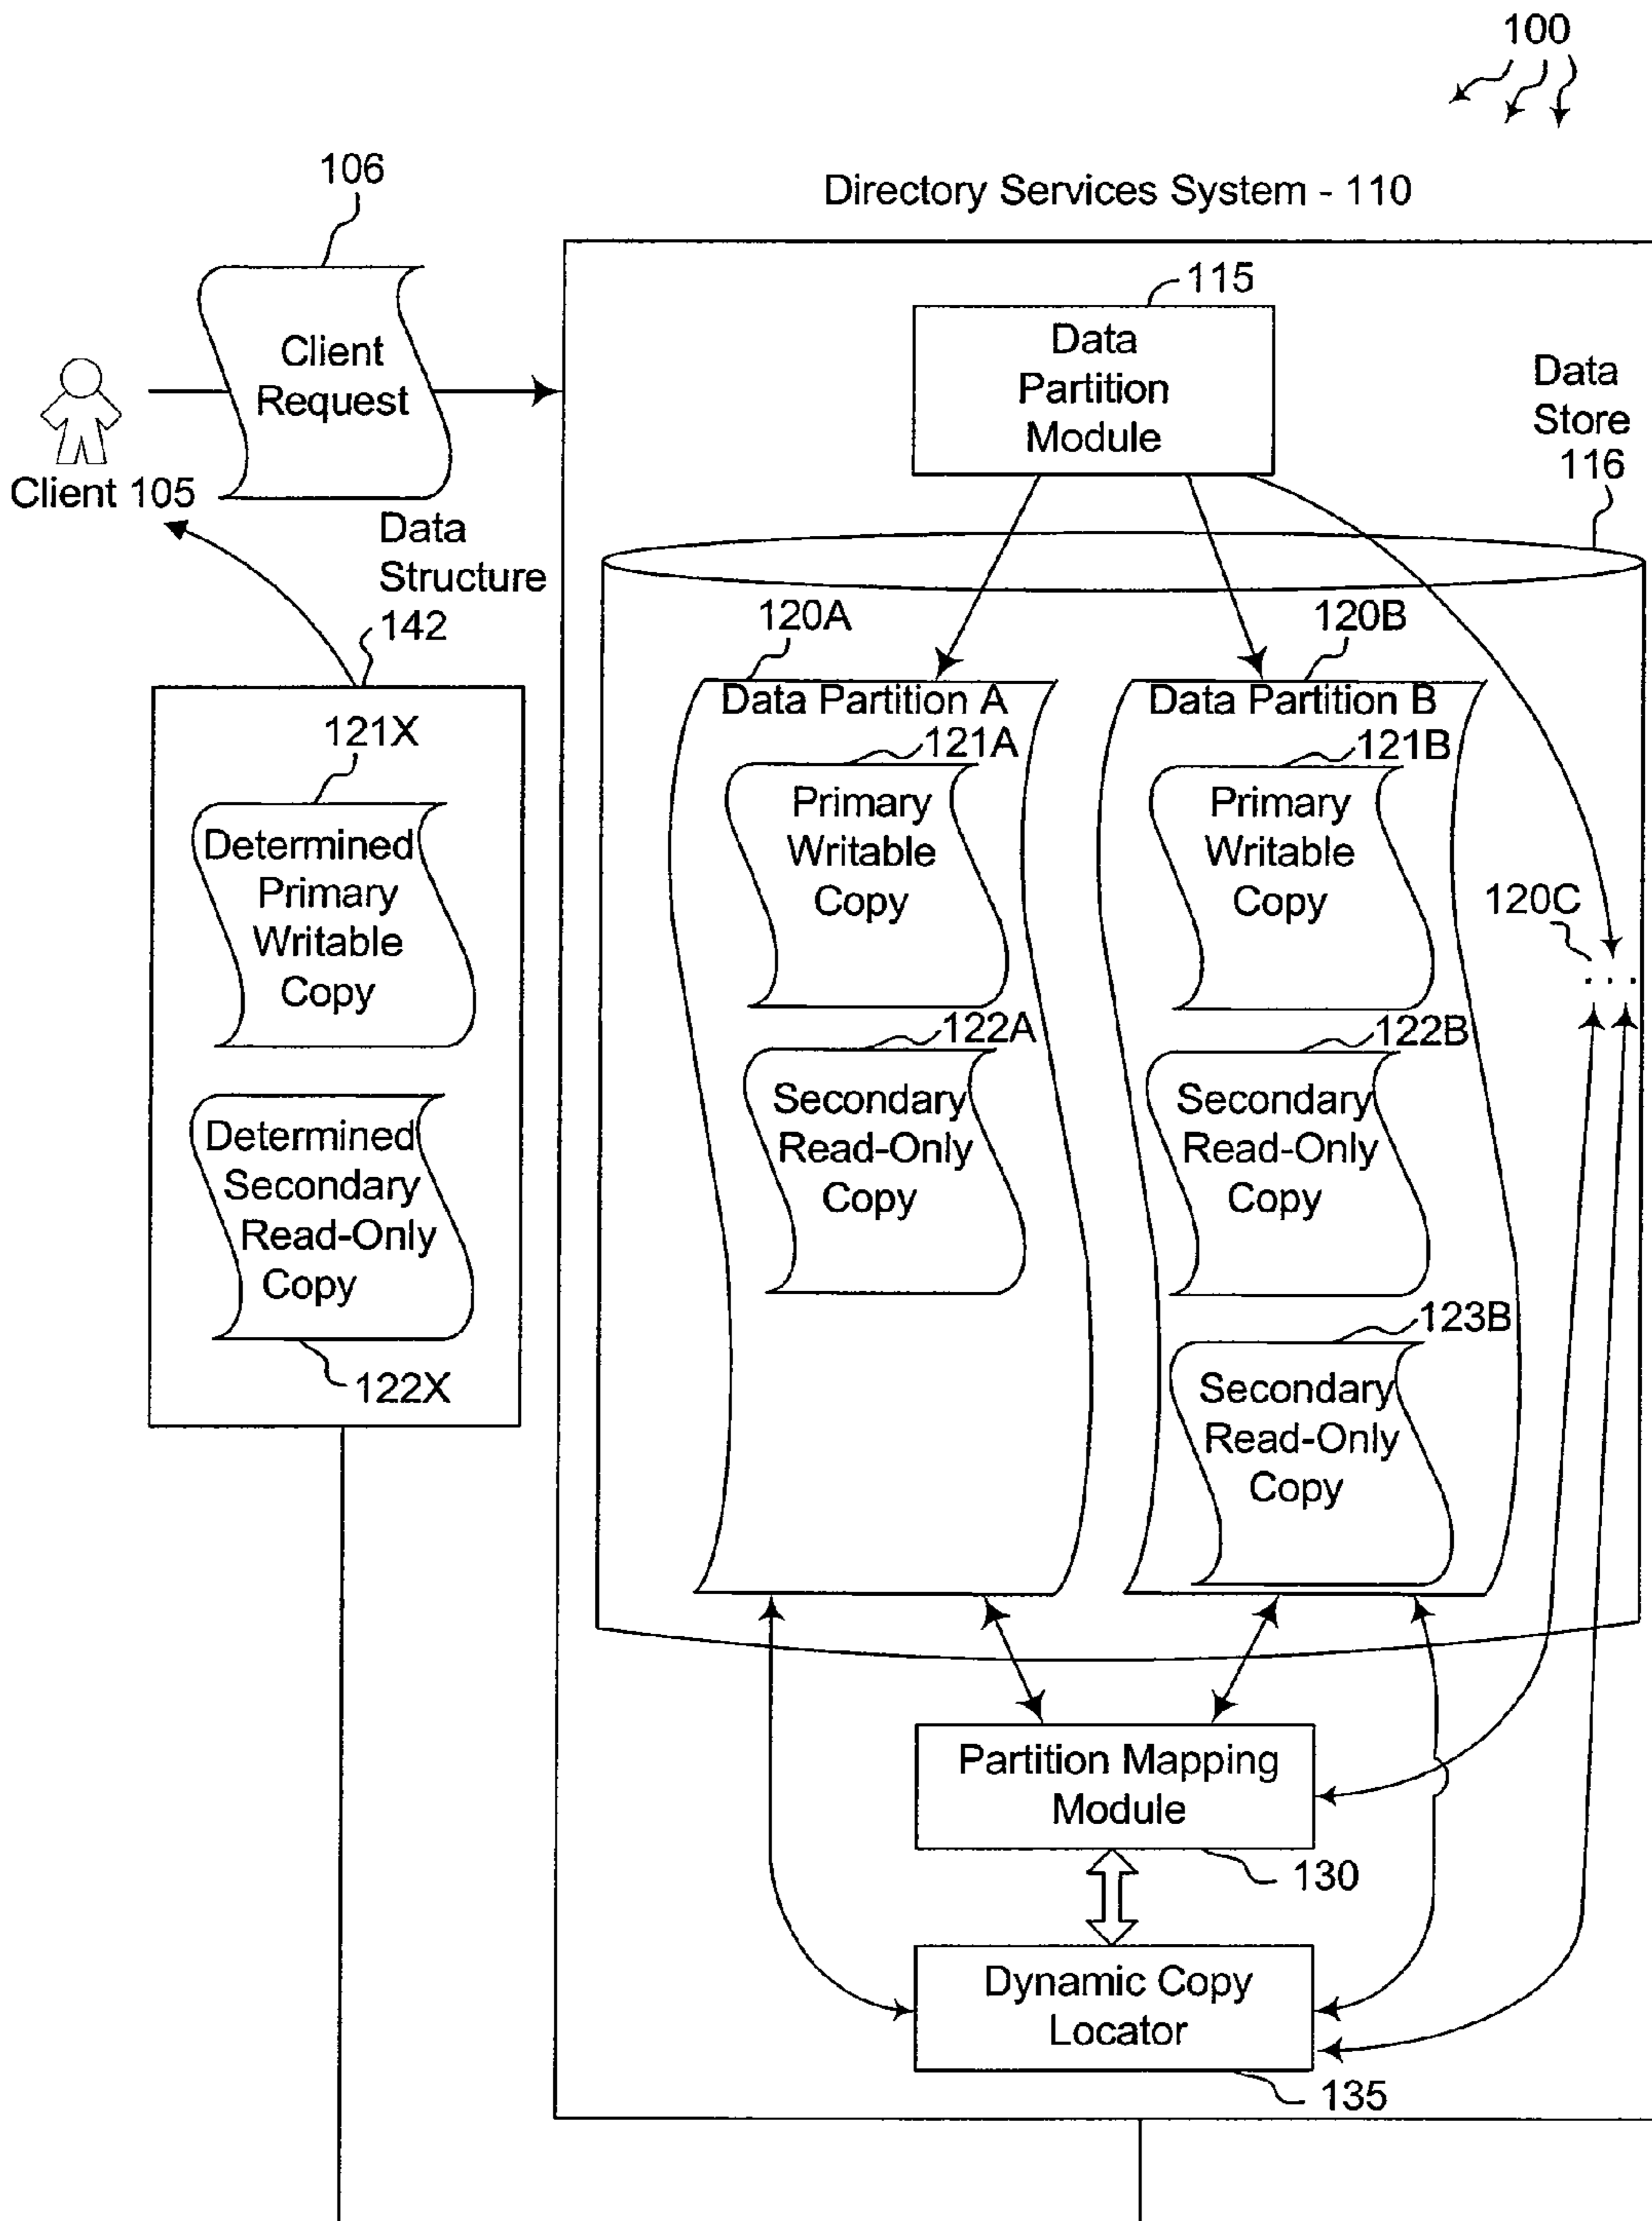 100
106
Directory Services System - 110
115
Client
Request
Data
Partition
Module
Data
Store
116
Client 105
Data
Structure
142
120A
120B
Data Partition A
Data Partition B
121X
121A
121B
Determined
Primary
Writable
Copy
Primary
Writable
Copy
Primary
Writable
Copy
120C
. . .
122A
122B
Determined
Secondary
Read-Only
Copy
Secondary
Read-Only
Copy
Secondary
Read-Only
Copy
122X
123B
Secondary
Read-Only
Copy
Partition Mapping
Module
130
Dynamic Copy
Locator
135